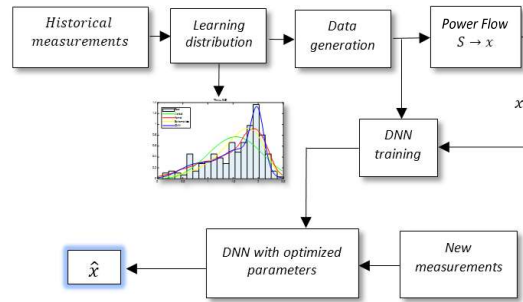 Historical
measurements
Learning
distribution
Data
generation
Power Flow
S → x
x
DNN
training
DNN with optimized
parameters
New
measurements
x̂